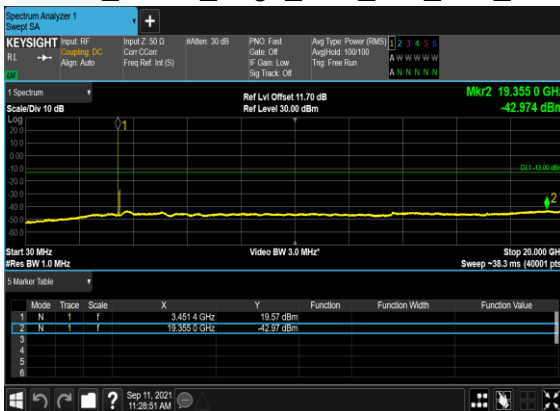 Spectrum Analyzer 1
Swept SA
+
KEYSIGHT Input: RF Input Z: 50 Ω #Atten: 30 dB PNO: Fast Avg Type: Power (RMS) 1 2 3 4 5 6
RL Coupling: DC Corr CCorr Gate: Off Avg|Hold: 100/100 A W W W W W
Align: Auto Freq Ref: Int (S) IF Gain: Low Trig: Free Run
Sig Track: Off A N N N N N
LV
1 Spectrum Ref Lvl Offset 11.70 dB Mkr2 19.355 0 GHz
Scale/Div 10 dB Ref Level 30.00 dBm -42.974 dBm
Log
1
20.0
10.0
0.00
-10.0
DL1 -13.00 dBm
-20.0
-30.0
2
-40.0
-50.0
-60.0
Start 30 MHz Video BW 3.0 MHz* Stop 20.000 GH
#Res BW 1.0 MHz Sweep ~38.3 ms (40001 pts
5 Marker Table
Mode Trace Scale X Y Function Function Width Function Value
1 N 1 f 3.451 4 GHz 19.57 dBm
2 N 1 f 19.355 0 GHz -42.97 dBm
3
4
5
6
? Sep 11, 2021
11:28:51 AM